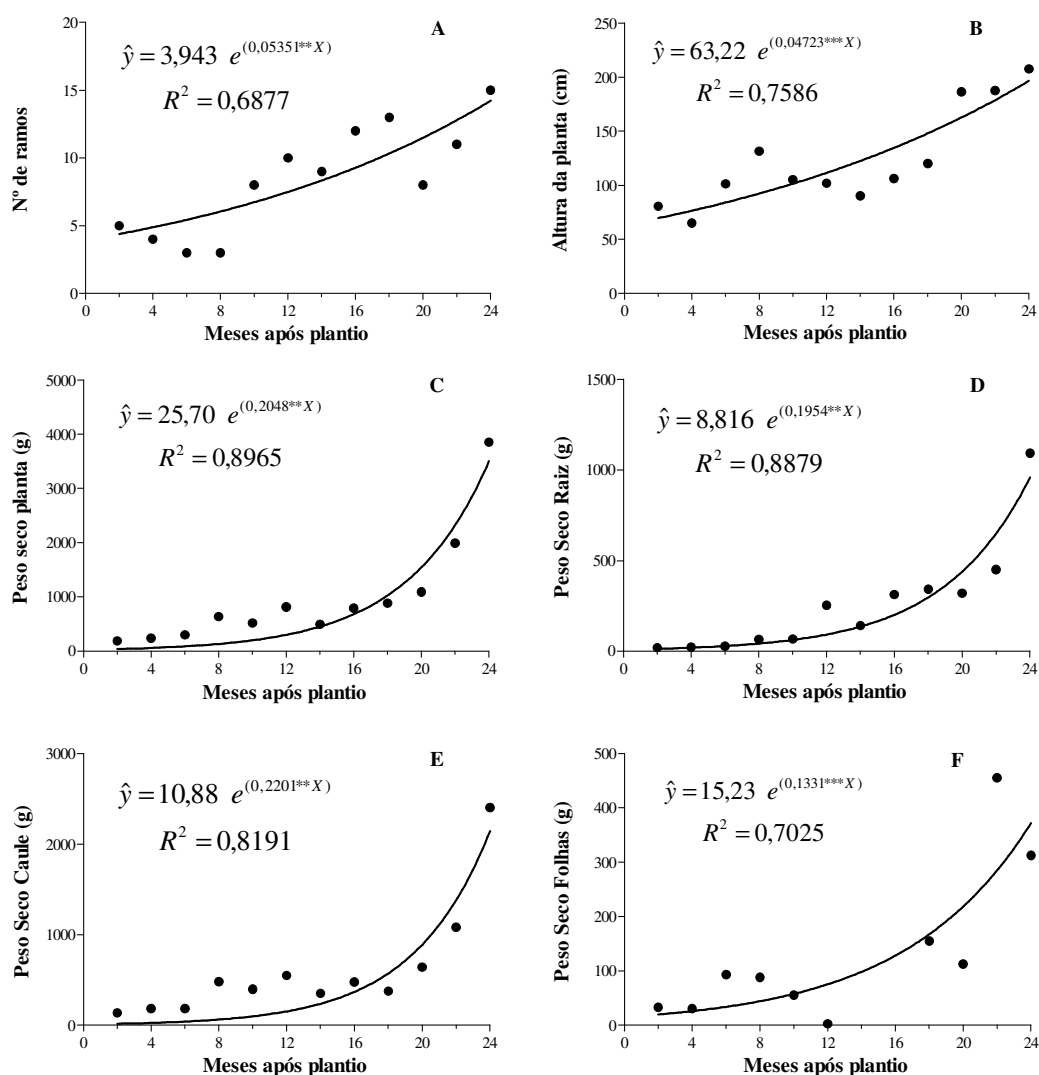 A
ŷ = 3,943 e^(0,05351**X)
R² = 0,6877
Nº de ramos
20
15
10
5
0
0 4 8 12 16 20 24
Meses após plantio
B
ŷ = 63,22 e^(0,04723***X)
R² = 0,7586
Altura da planta (cm)
250
200
150
100
50
0
0 4 8 12 16 20 24
Meses após plantio
C
ŷ = 25,70 e^(0,2048**X)
R² = 0,8965
Peso seco planta (g)
5000
4000
3000
2000
1000
0
0 4 8 12 16 20 24
Meses após plantio
D
ŷ = 8,816 e^(0,1954**X)
R² = 0,8879
Peso Seco Raiz (g)
1500
1000
500
0
0 4 8 12 16 20 24
Meses após plantio
E
ŷ = 10,88 e^(0,2201**X)
R² = 0,8191
Peso Seco Caule (g)
3000
2000
1000
0
0 4 8 12 16 20 24
Meses após plantio
F
ŷ = 15,23 e^(0,1331***X)
R² = 0,7025
Peso Seco Folhas (g)
500
400
300
200
100
0
0 4 8 12 16 20 24
Meses após plantio